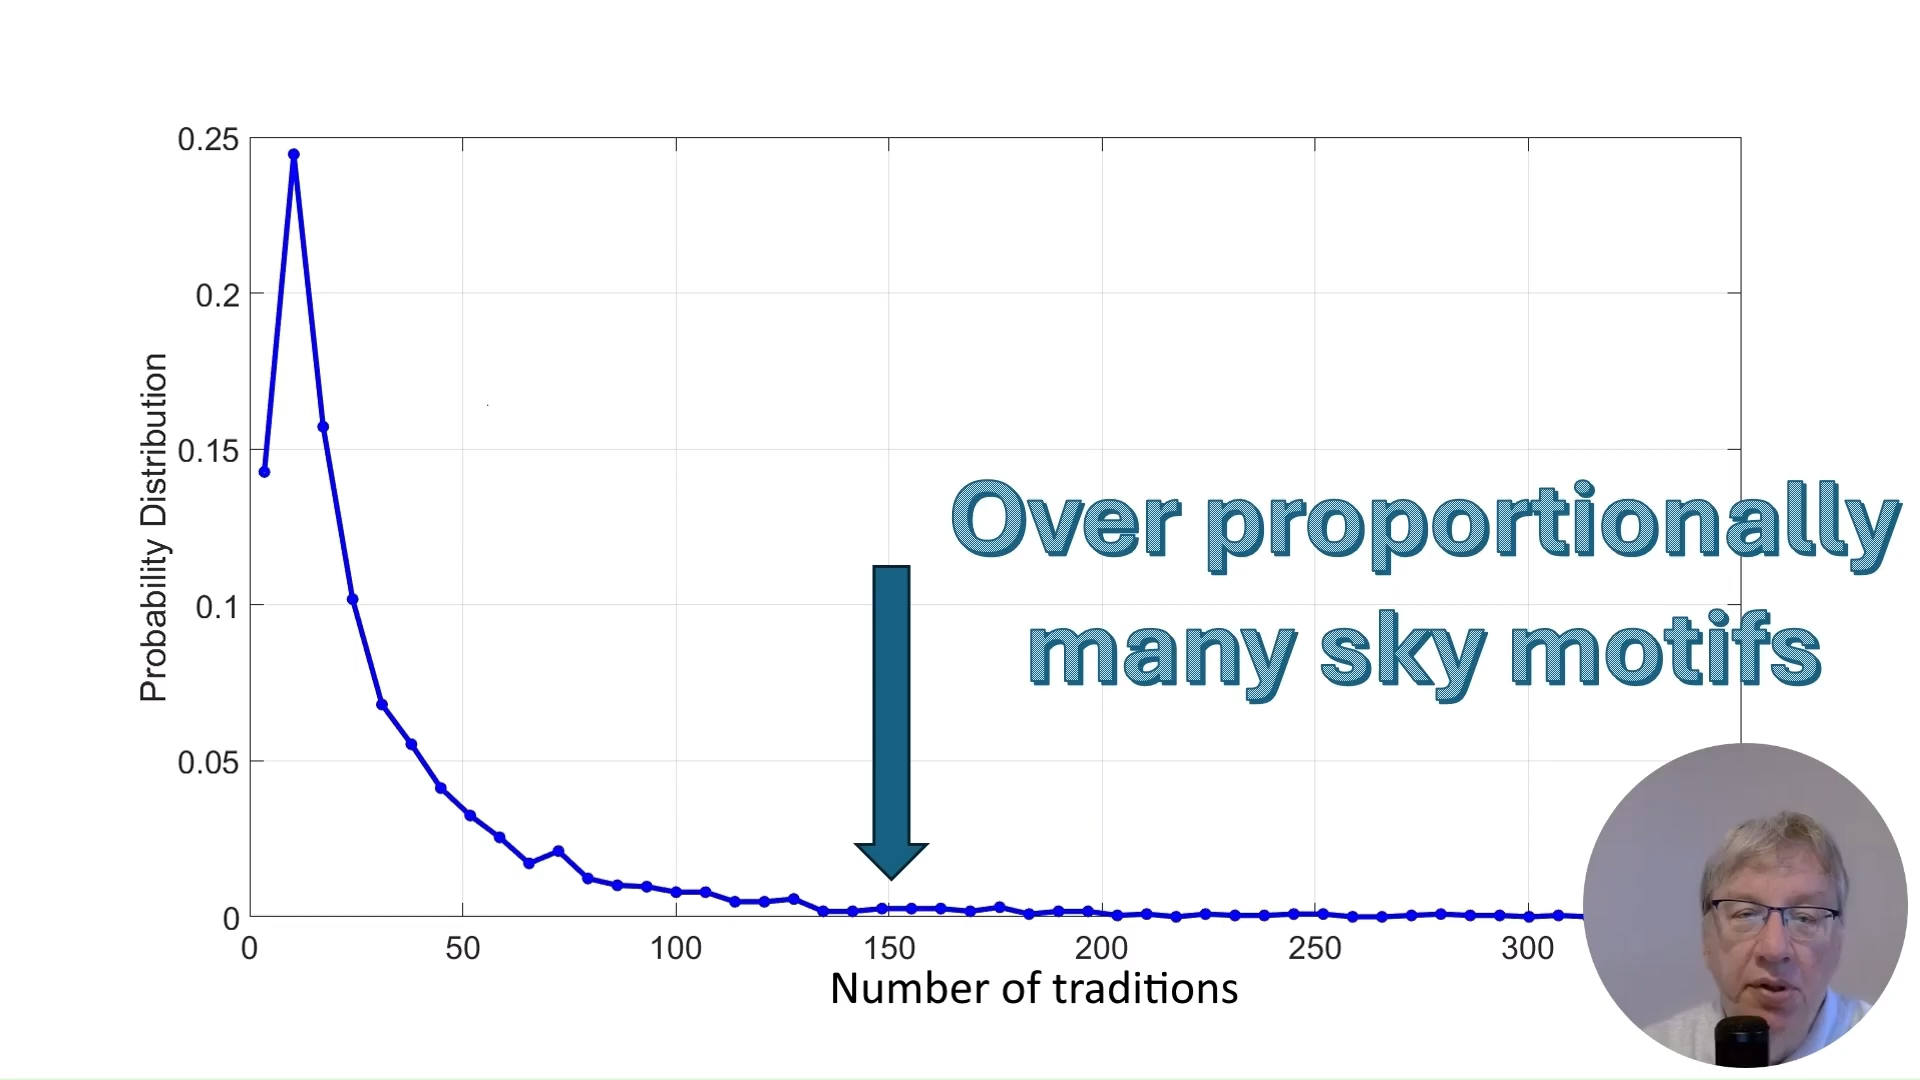 0.25
0.2
0.15
0.1
0.05
0
Probability Distribution
Over proportionally
many sky motifs
0 50 100 150 200 250 300
Number of traditions